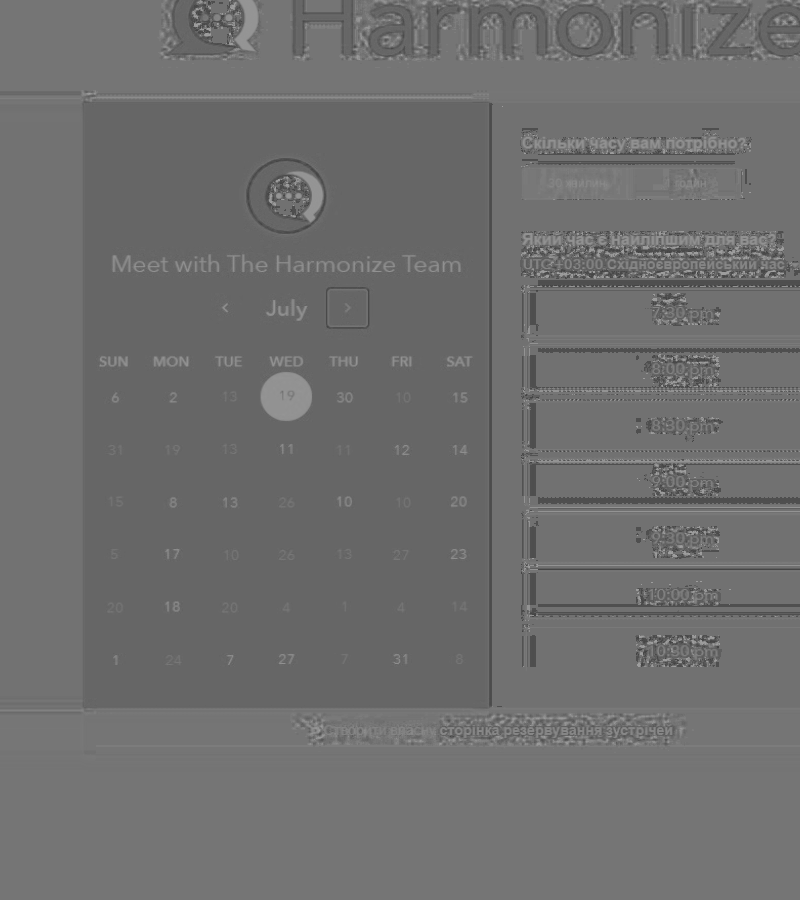 Harmonize
Meet with The Harmonize Team
‹ July ›
SUN MON TUE WED THU FRI SAT
6 2 13 19 30 10 15
31 19 13 11 11 12 14
15 8 13 26 10 10 20
5 17 10 26 13 27 23
20 18 20 4 1 4 14
1 24 7 27 7 31 8
Скільки часу вам потрібно?
30 хвилин
Який час є найліпшим для вас?
UTC+03:00 Східноєвропейський час
7:30 pm
8:00 pm
8:30 pm
9:00 pm
9:30 pm
10:00 pm
10:30 pm
Створити власну сторінка резервування зустрічей